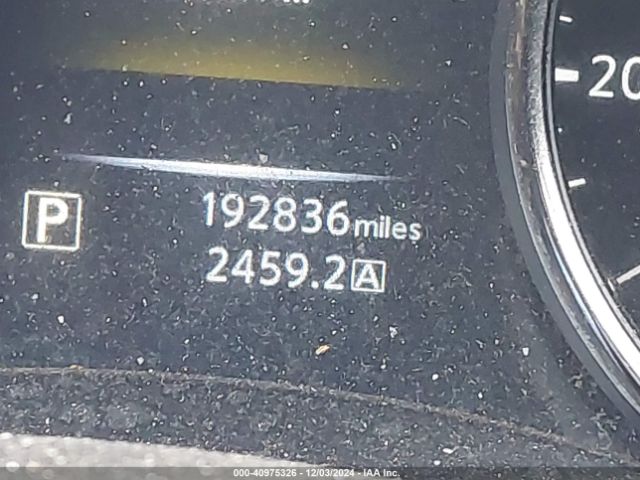 20
P
192836 miles
2459.2 A
000-40975326 - 12/03/2024 - IAA Inc.